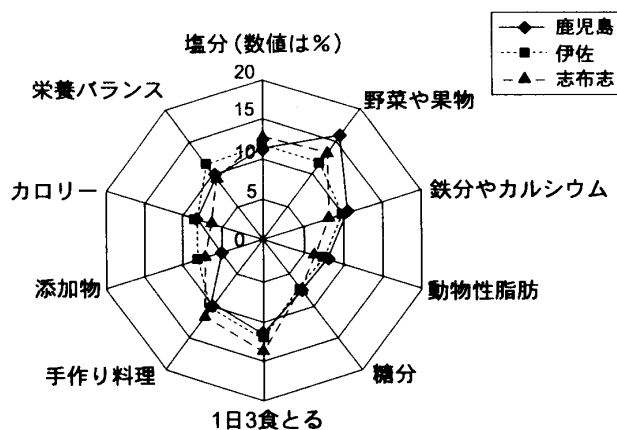 鹿児島
伊佐
志布志
塩分(数値は%)
野菜や果物
鉄分やカルシウム
動物性脂肪
糖分
1日3食とる
手作り料理
添加物
カロリー
栄養バランス
20
15
10
5
0